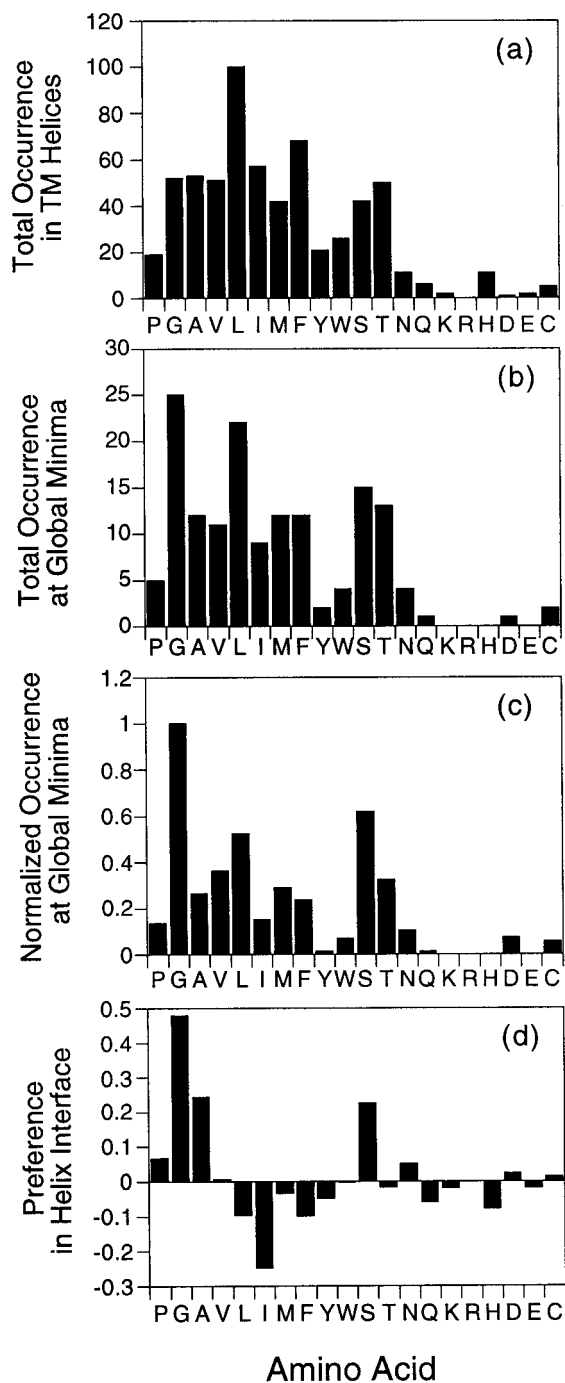 (a)
Total Occurrence
in TM Helices
120
100
80
60
40
20
0
P G A V L I M F Y W S T N Q K R H D E C
(b)
Total Occurrence
at Global Minima
30
25
20
15
10
5
0
P G A V L I M F Y W S T N Q K R H D E C
(c)
Normalized Occurrence
at Global Minima
1.2
1
0.8
0.6
0.4
0.2
0
P G A V L I M F Y W S T N Q K R H D E C
(d)
Preference
in Helix Interface
0.5
0.4
0.3
0.2
0.1
0
-0.1
-0.2
-0.3
P G A V L I M F Y W S T N Q K R H D E C
Amino Acid